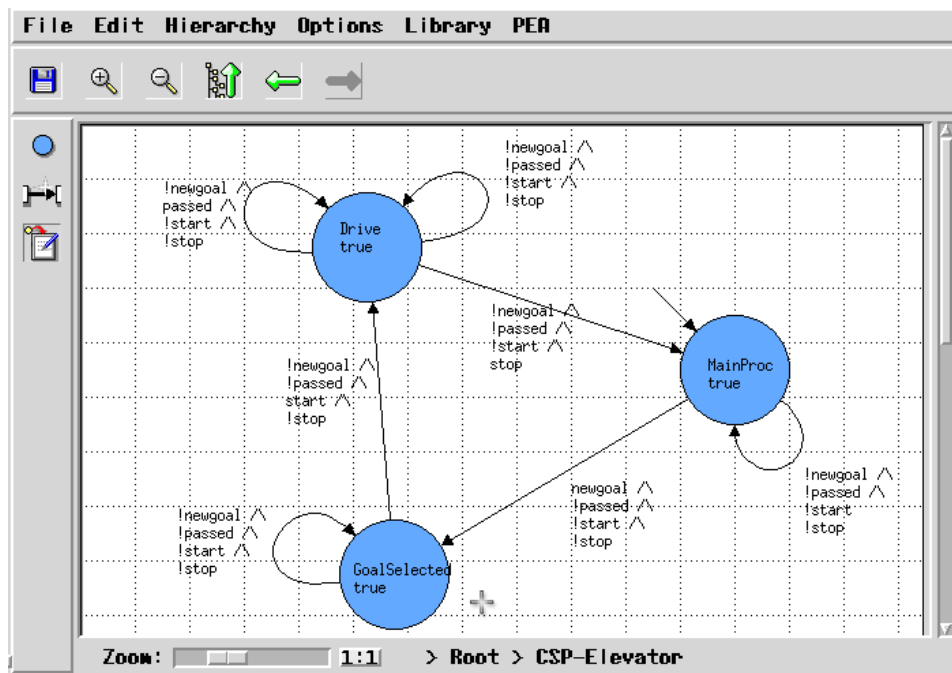 File Edit Hierarchy Options Library PEA
!newgoal /\
!passed /\
!start /\
!stop
!newgoal /\
passed /\
!start /\
!stop
Drive
true
!newgoal /\
!passed /\
!start /\
stop
MainProc
true
!newgoal /\
!passed /\
start /\
!stop
!newgoal /\
!passed /\
!start
!stop
newgoal /\
!passed /\
!start /\
!stop
!newgoal /\
!passed /\
!start /\
!stop
GoalSelected
true
Zoom: 1:1 > Root > CSP-Elevator